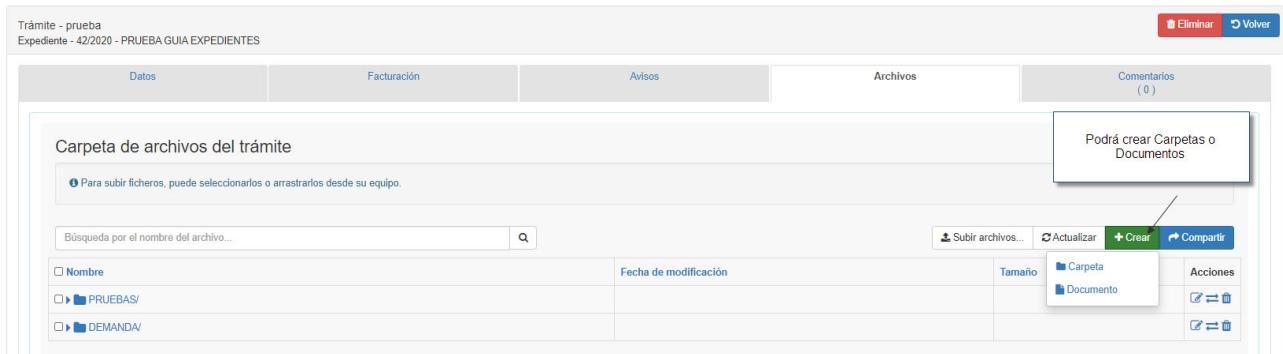 Trámite - prueba
Expediente - 42/2020 - PRUEBA GUIA EXPEDIENTES
Eliminar
Volver
Datos
Facturación
Avisos
Archivos
Comentarios
( 0 )
Podrá crear Carpetas o
Documentos
Carpeta de archivos del trámite
Para subir ficheros, puede seleccionarlos o arrastrarlos desde su equipo.
Búsqueda por el nombre del archivo...
Subir archivos...
Actualizar
Crear
Compartir
Carpeta
Documento
Nombre
Fecha de modificación
Tamaño
Acciones
PRUEBAS/
DEMANDA/